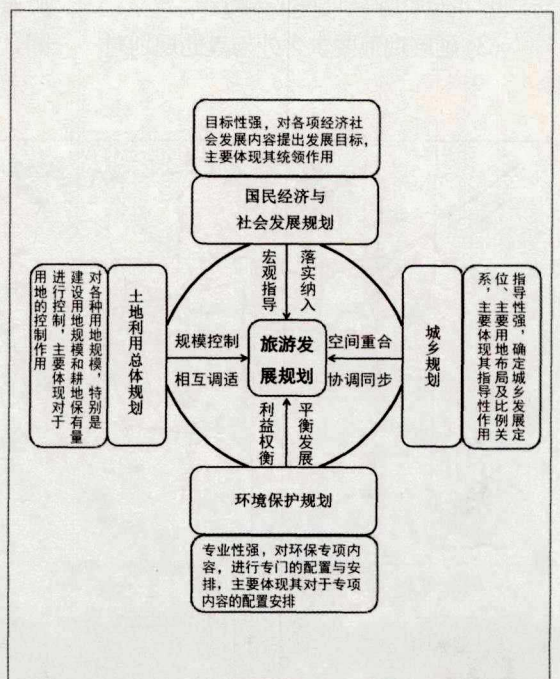 目标性强，对各项经济社
会发展内容提出发展目标，
主要体现其统领作用
国民经济与
社会发展规划
宏观指导
落实纳入
对各种用地规模，特别是
建设用地规模和耕地保有量
进行控制，主要体现对于
用地的控制作用
土地利用总体规划
规模控制
相互调适
旅游发
展规划
空间重合
协调同步
城乡规划
指导性强，确定城乡发展定
位、主要用地布局及比例关
系，主要体现其指导性作用
利益权衡
平衡发展
环境保护规划
专业性强，对环保专项内
容，进行专门的配置与安
排，主要体现其对于专项
内容的配置安排